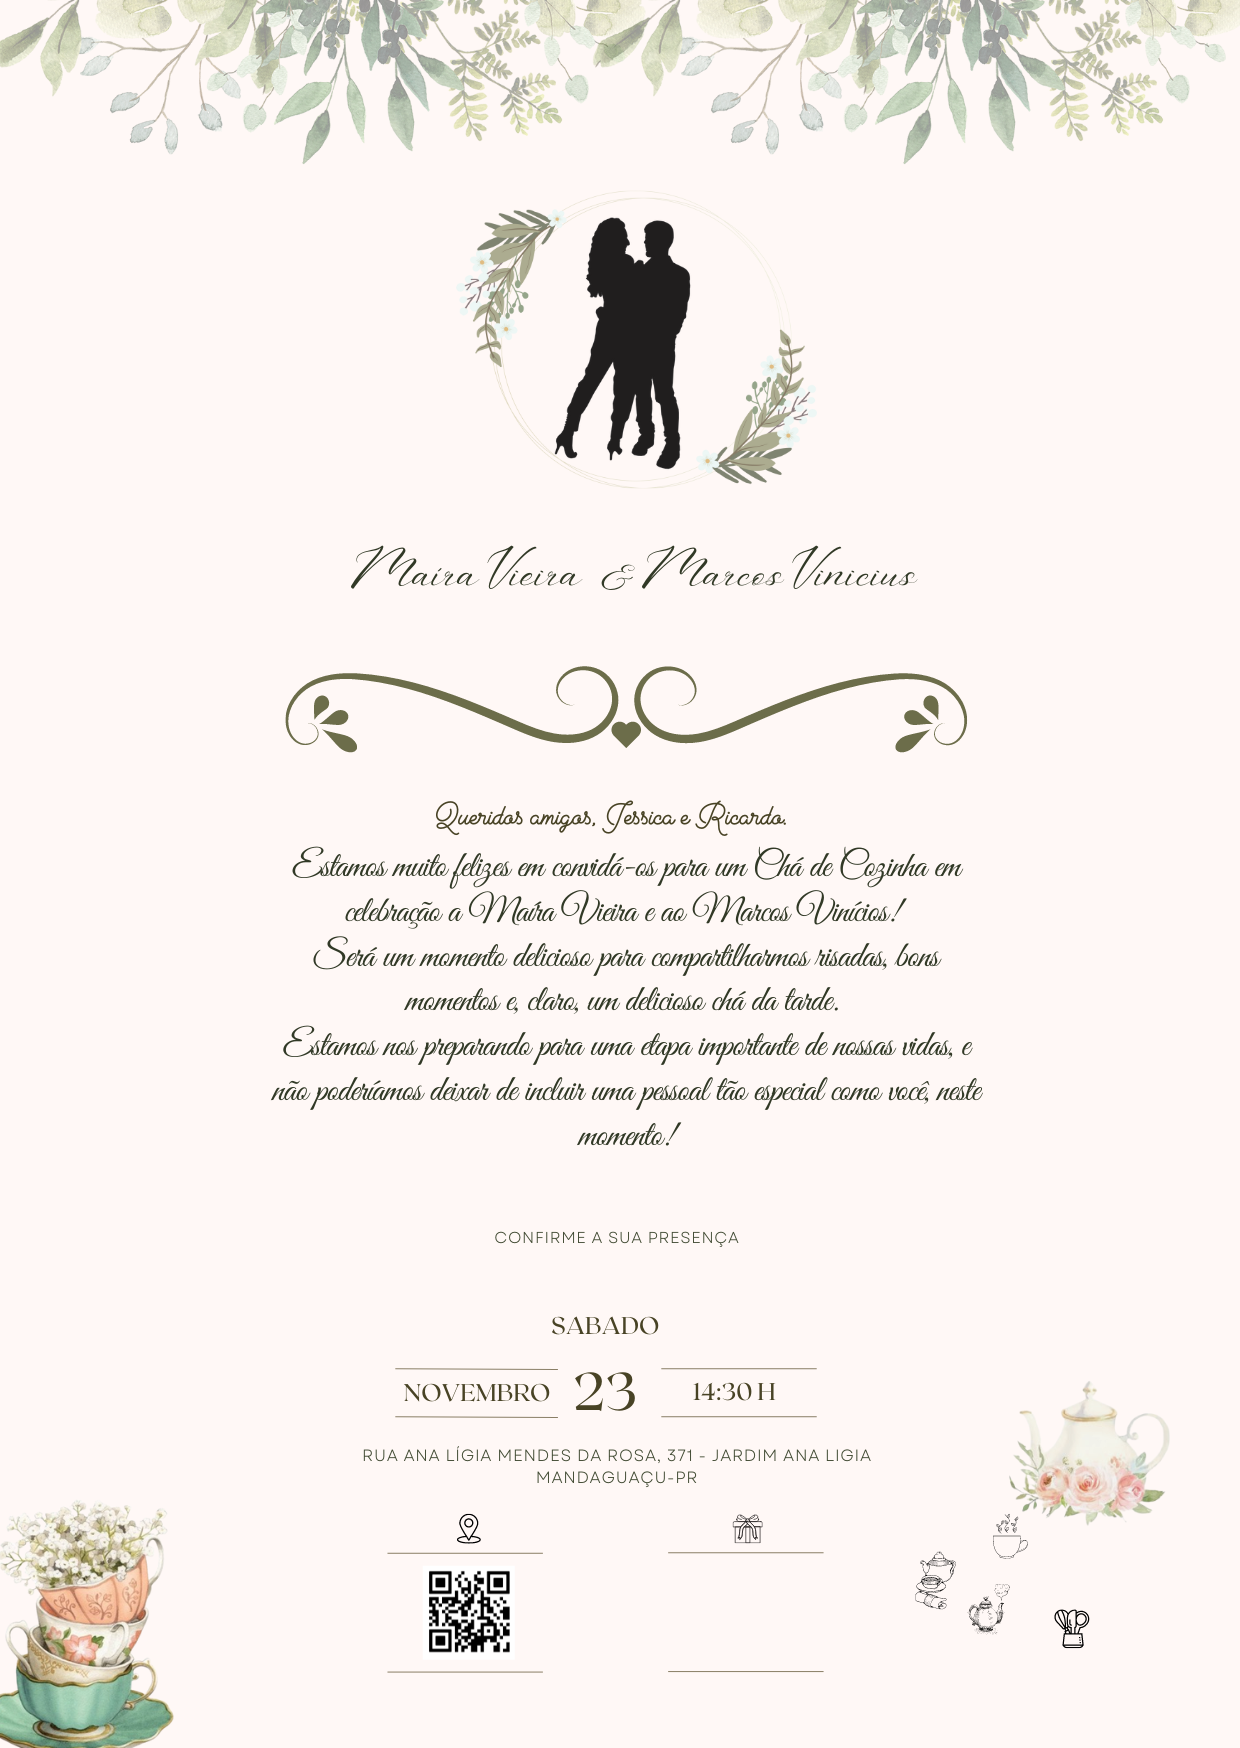 Maíra Vieira & Marcos Vinicius
Queridos amigos, Jessica e Ricardo.
Estamos muito felizes em convidá-os para um Chá de Cozinha em
celebração a Maíra Vieira e ao Marcos Vinícios!
Será um momento delicioso para compartilharmos risadas, bons
momentos e, claro, um delicioso chá da tarde.
Estamos nos preparando para uma etapa importante de nossas vidas, e
não poderíamos deixar de incluir uma pessoal tão especial como você, neste
momento!
CONFIRME A SUA PRESENÇA
SABADO
NOVEMBRO 23 14:30 H
RUA ANA LÍGIA MENDES DA ROSA, 371 - JARDIM ANA LIGIA
MANDAGUAÇU-PR